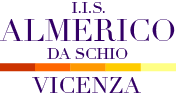 I.I.S.
ALMERICO
DA SCHIO
VICENZA